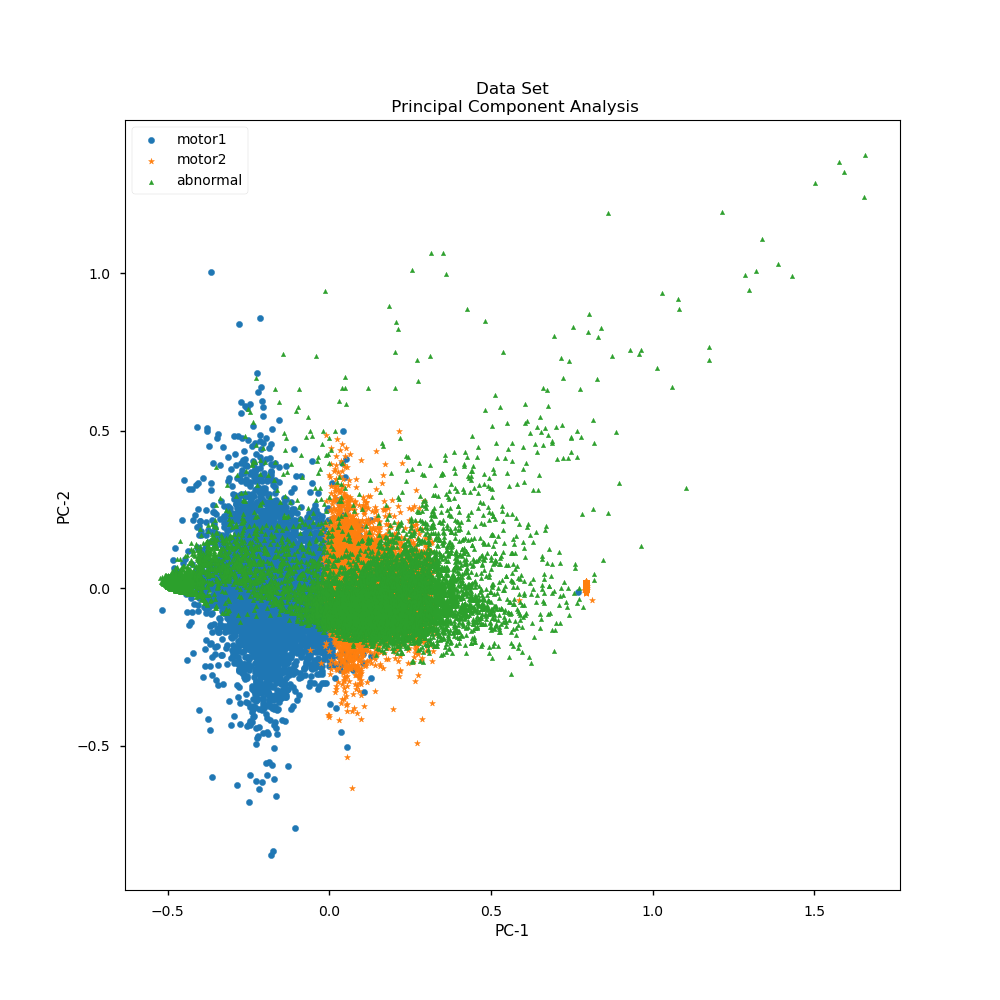 Data Set
Principal Component Analysis
motor1
motor2
abnormal
1.0
0.5
0.0
−0.5
PC-2
−0.5
0.0
0.5
1.0
1.5
PC-1